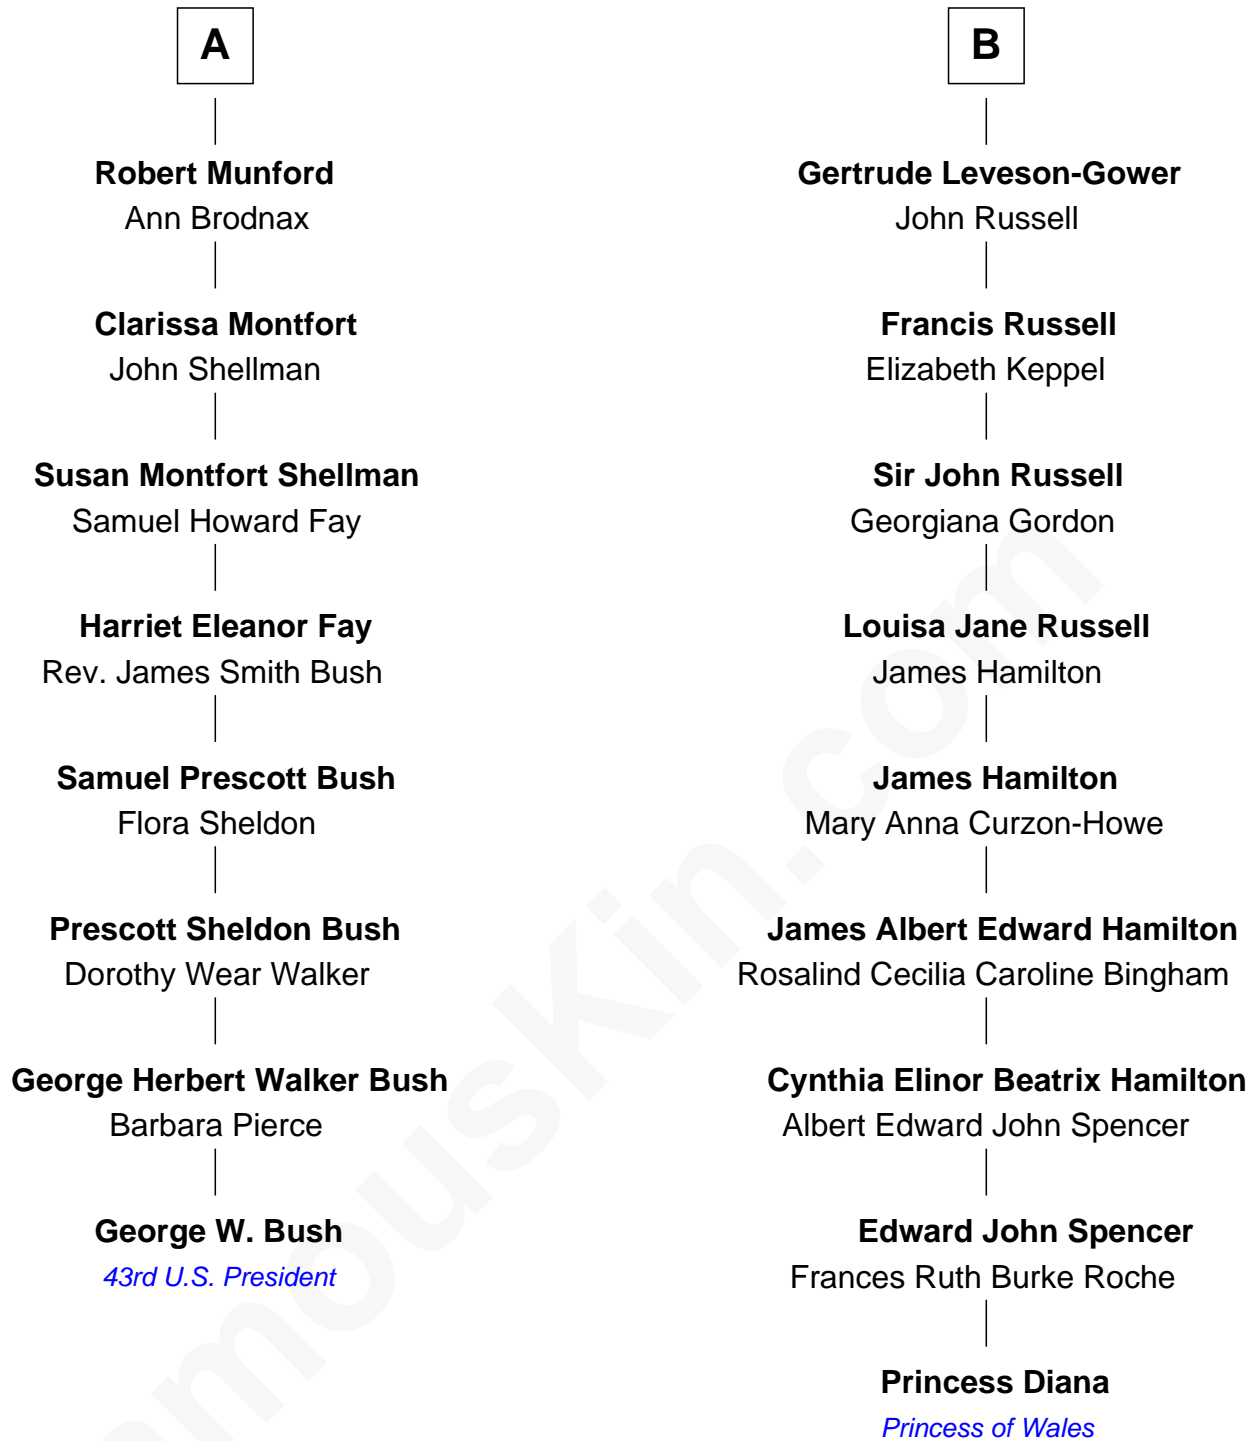 A
Robert Munford
Ann Brodnax
Clarissa Montfort
John Shellman
Susan Montfort Shellman
Samuel Howard Fay
Harriet Eleanor Fay
Rev. James Smith Bush
Samuel Prescott Bush
Flora Sheldon
Prescott Sheldon Bush
Dorothy Wear Walker
George Herbert Walker Bush
Barbara Pierce
George W. Bush
43rd U.S. President
B
Gertrude Leveson-Gower
John Russell
Francis Russell
Elizabeth Keppel
Sir John Russell
Georgiana Gordon
Louisa Jane Russell
James Hamilton
James Hamilton
Mary Anna Curzon-Howe
James Albert Edward Hamilton
Rosalind Cecilia Caroline Bingham
Cynthia Elinor Beatrix Hamilton
Albert Edward John Spencer
Edward John Spencer
Frances Ruth Burke Roche
Princess Diana
Princess of Wales
amousKin.com